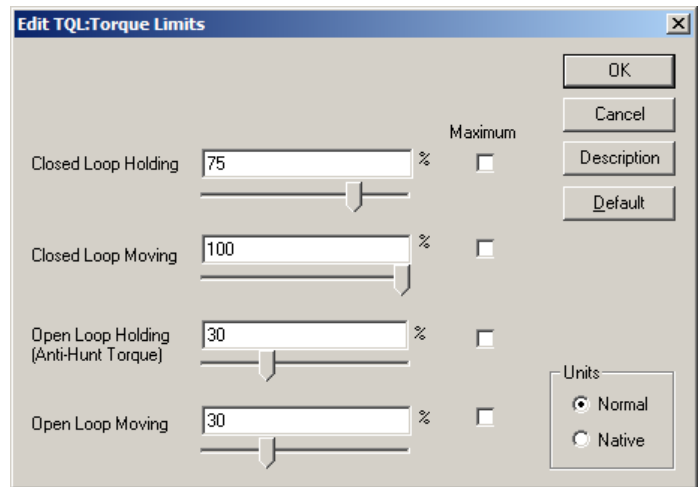 Edit TQL:Torque Limits
OK
Cancel
Maximum
Closed Loop Holding 75 %
Description
Default
Closed Loop Moving 100 %
Open Loop Holding 30 %
(Anti-Hunt Torque)
Units
Normal
Open Loop Moving 30 %
Native